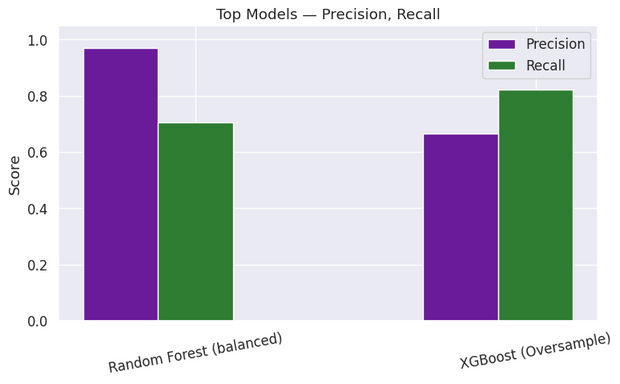 Top Models — Precision, Recall
Precision
Recall
Score
1.0
0.8
0.6
0.4
0.2
0.0
Random Forest (balanced)
XGBoost (Oversample)